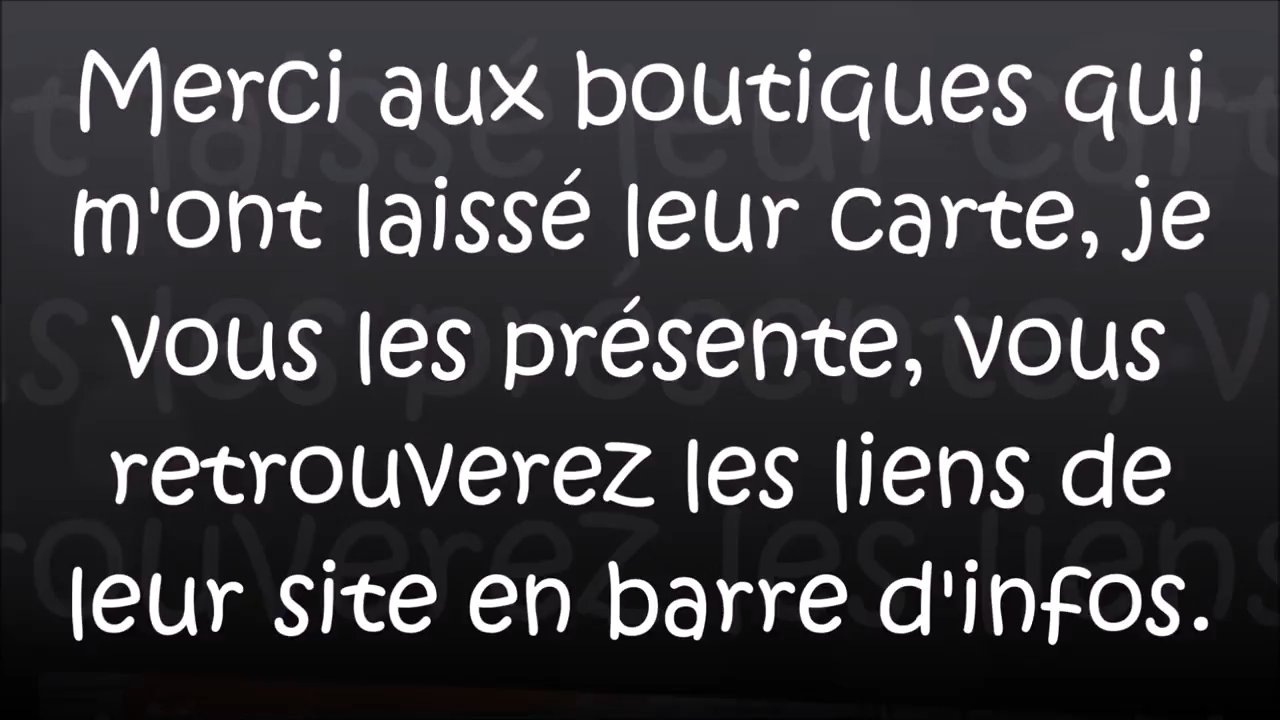 Merci aux boutiques qui
m'ont laissé leur carte, je
vous les présente, vous
retrouverez les liens de
leur site en barre d'infos.